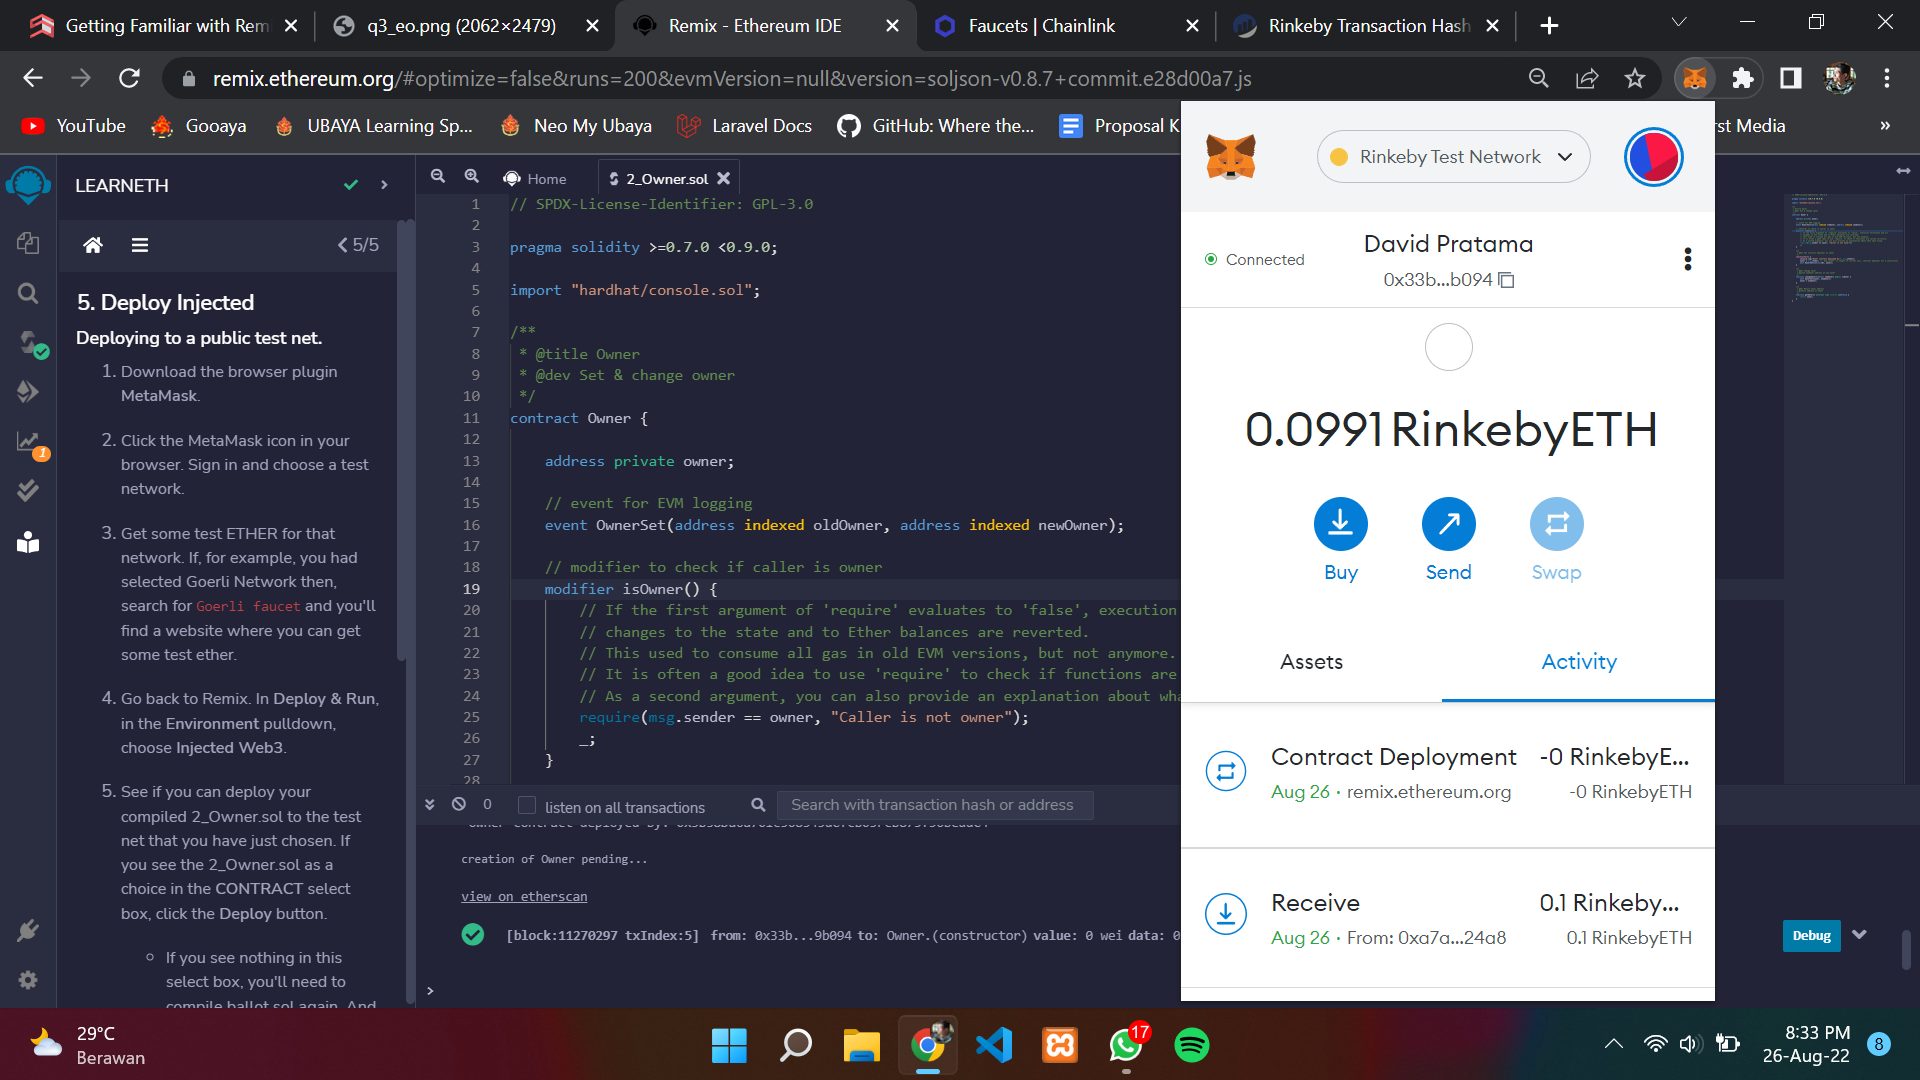 Getting Familiar with Rem
q3_eo.png (2062×2479)
Remix - Ethereum IDE
Faucets | Chainlink
Rinkeby Transaction Hash
remix.ethereum.org/#optimize=false&runs=200&evmVersion=null&version=soljson-v0.8.7+commit.e28d00a7.js
YouTube
Gooaya
UBAYA Learning Sp...
Neo My Ubaya
Laravel Docs
GitHub: Where the...
Proposal K
rst Media
»
LEARNETH
5/5
5. Deploy Injected
Deploying to a public test net.
1. Download the browser plugin
MetaMask.
2. Click the MetaMask icon in your
browser. Sign in and choose a test
network.
3. Get some test ETHER for that
network. If, for example, you had
selected Goerli Network then,
search for Goerli faucet and you'll
find a website where you can get
some test ether.
4. Go back to Remix. In Deploy & Run,
in the Environment pulldown,
choose Injected Web3.
5. See if you can deploy your
compiled 2_Owner.sol to the test
net that you have just chosen. If
you see the 2_Owner.sol as a
choice in the CONTRACT select
box, click the Deploy button.
If you see nothing in this
select box, you'll need to
compile ballot.sol again. And
1
Home
2_Owner.sol
1 // SPDX-License-Identifier: GPL-3.0
2
3 pragma solidity >=0.7.0 <0.9.0;
4
5 import "hardhat/console.sol";
6
7 /**
8 * @title Owner
9 * @dev Set & change owner
10 */
11 contract Owner {
12
13 address private owner;
14
15 // event for EVM logging
16 event OwnerSet(address indexed oldOwner, address indexed newOwner);
17
18 // modifier to check if caller is owner
19 modifier isOwner() {
20 // If the first argument of 'require' evaluates to 'false', execution
21 // changes to the state and to Ether balances are reverted.
22 // This used to consume all gas in old EVM versions, but not anymore.
23 // It is often a good idea to use 'require' to check if functions are
24 // As a second argument, you can also provide an explanation about wha
25 require(msg.sender == owner, "Caller is not owner");
26 _;
27 }
28
0
listen on all transactions
Search with transaction hash or address
creation of Owner pending...
view on etherscan
[block:11270297 txIndex:5] from: 0x33b...9b094 to: Owner.(constructor) value: 0 wei data: 0
Debug
>
Rinkeby Test Network
Connected
David Pratama
0x33b...b094
0.0991 RinkebyETH
Buy
Send
Swap
Assets
Activity
Contract Deployment
-0 RinkebyE...
Aug 26 · remix.ethereum.org
-0 RinkebyETH
Receive
0.1 Rinkeby...
Aug 26 · From: 0xa7a...24a8
0.1 RinkebyETH
29°C
Berawan
17
8:33 PM
26-Aug-22
8